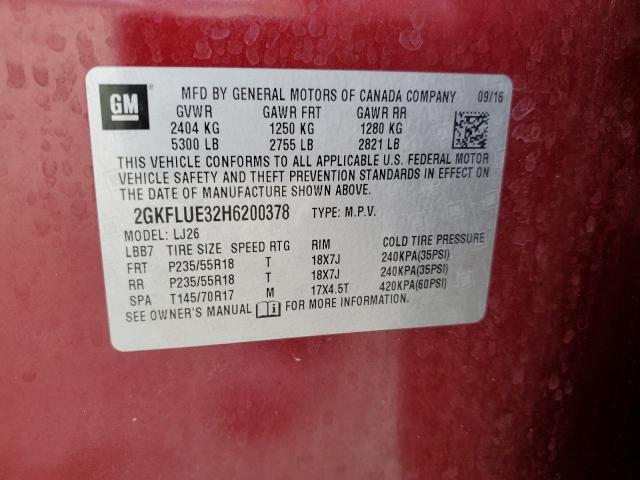 GM
MFD BY GENERAL MOTORS OF CANADA COMPANY 09/16
GVWR GAWR FRT GAWR RR
2404 KG 1250 KG 1280 KG
5300 LB 2755 LB 2821 LB
THIS VEHICLE CONFORMS TO ALL APPLICABLE U.S. FEDERAL MOTOR
VEHICLE SAFETY AND THEFT PREVENTION STANDARDS IN EFFECT ON
THE DATE OF MANUFACTURE SHOWN ABOVE.
2GKFLUE32H6200378 TYPE: M.P.V.
MODEL: LJ26
LBB7 TIRE SIZE SPEED RTG RIM COLD TIRE PRESSURE
FRT P235/55R18 T 18X7J 240KPA(35PSI)
RR P235/55R18 T 18X7J 240KPA(35PSI)
SPA T145/70R17 M 17X4.5T 420KPA(60PSI)
SEE OWNER'S MANUAL FOR MORE INFORMATION.